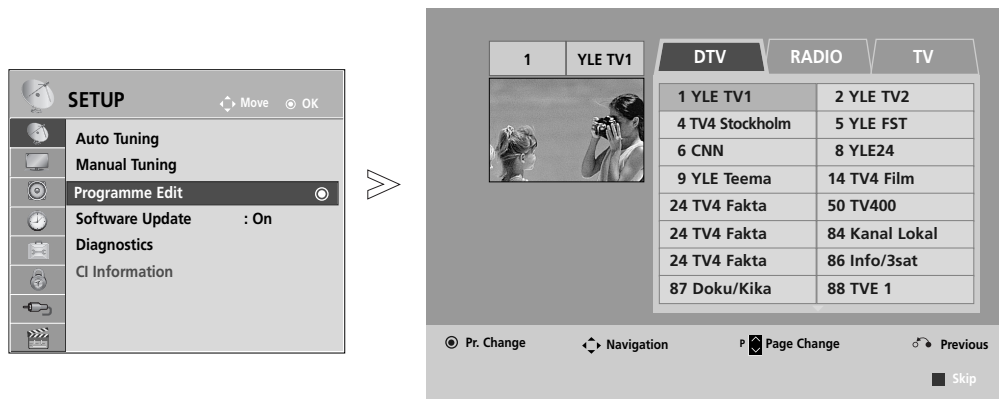 SETUP
Move OK
Auto Tuning
Manual Tuning
Programme Edit
Software Update : On
Diagnostics
CI Information
1 YLE TV1
DTV RADIO TV
1 YLE TV1 2 YLE TV2
4 TV4 Stockholm 5 YLE FST
6 CNN 8 YLE24
9 YLE Teema 14 TV4 Film
24 TV4 Fakta 50 TV400
24 TV4 Fakta 84 Kanal Lokal
24 TV4 Fakta 86 Info/3sat
87 Doku/Kika 88 TVE 1
Pr. Change Navigation P Page Change Previous
Skip